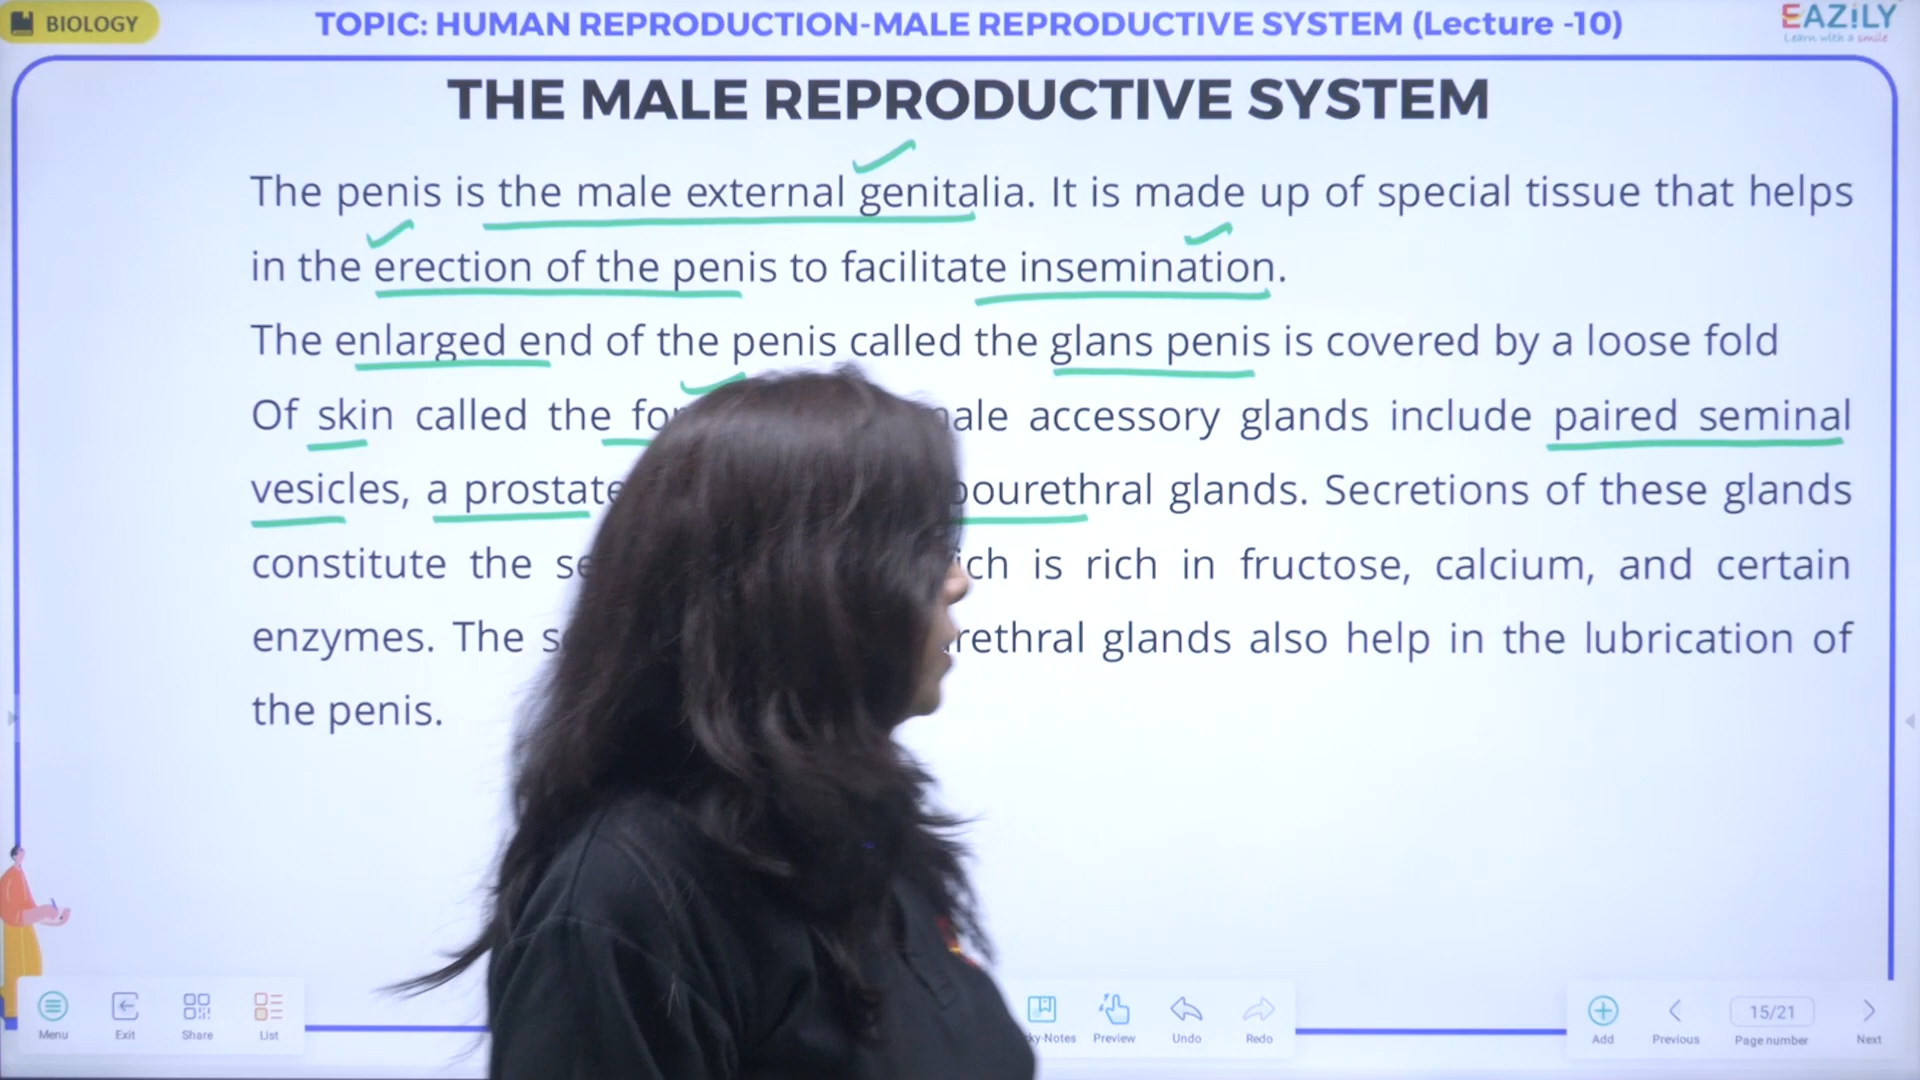 BIOLOGY
TOPIC: HUMAN REPRODUCTION-MALE REPRODUCTIVE SYSTEM (Lecture -10)
EAZiLY
Learn with a smile
THE MALE REPRODUCTIVE SYSTEM
The penis is the male external genitalia. It is made up of special tissue that helps
in the erection of the penis to facilitate insemination.
The enlarged end of the penis called the glans penis is covered by a loose fold
Of skin called the accessory glands include paired seminal
vesicles, a prostate glands. Secretions of these glands
constitute the is rich in fructose, calcium, and certain
enzymes. The glands also help in the lubrication of
the penis.
Menu Exit Share List Preview Undo Redo Add Previous 15/21 Page number Next